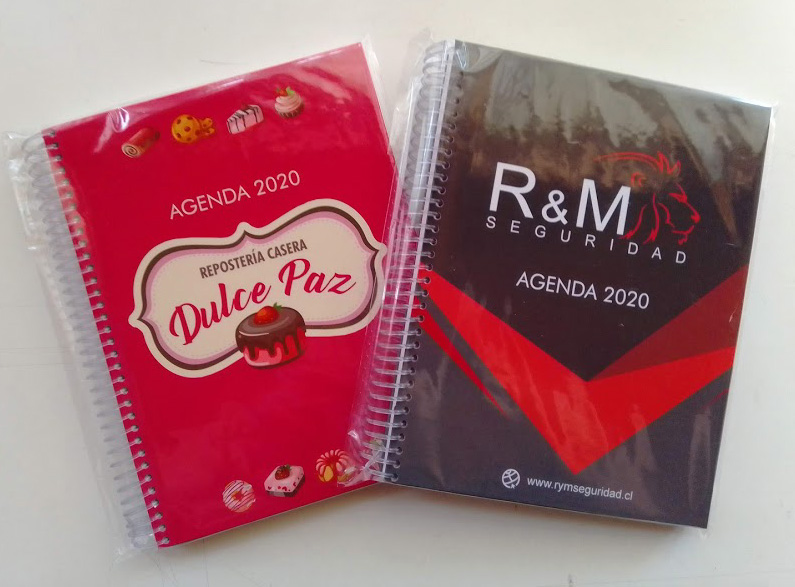 AGENDA 2020
REPOSTERÍA CASERA
Dulce Paz
R&M
SEGURIDAD
AGENDA 2020
www.rymseguridad.cl